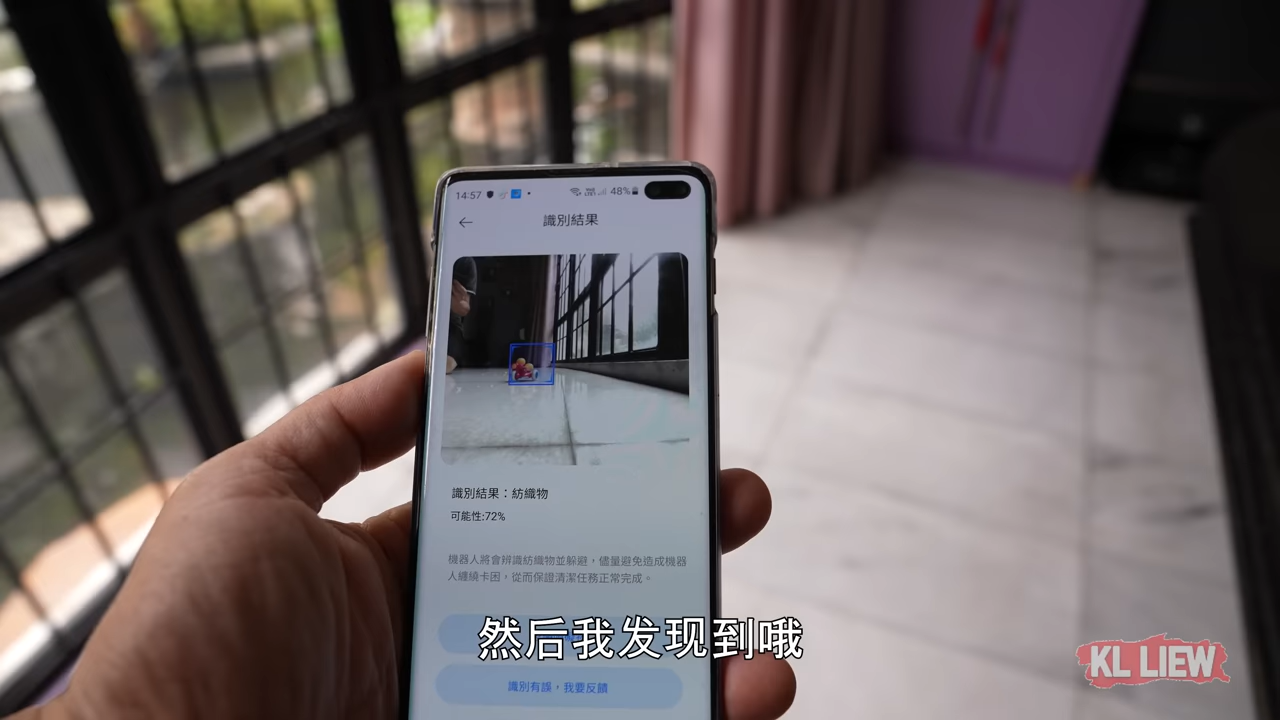 14:57
48%
識別結果
識別結果：紡織物
可能性:72%
機器人將會辨識紡織物並躲避，儘量避免造成機器
人纏繞卡困，從而保證清潔任務正常完成。
然后我发现到哦
識別有誤，我要反饋
KL LIEW